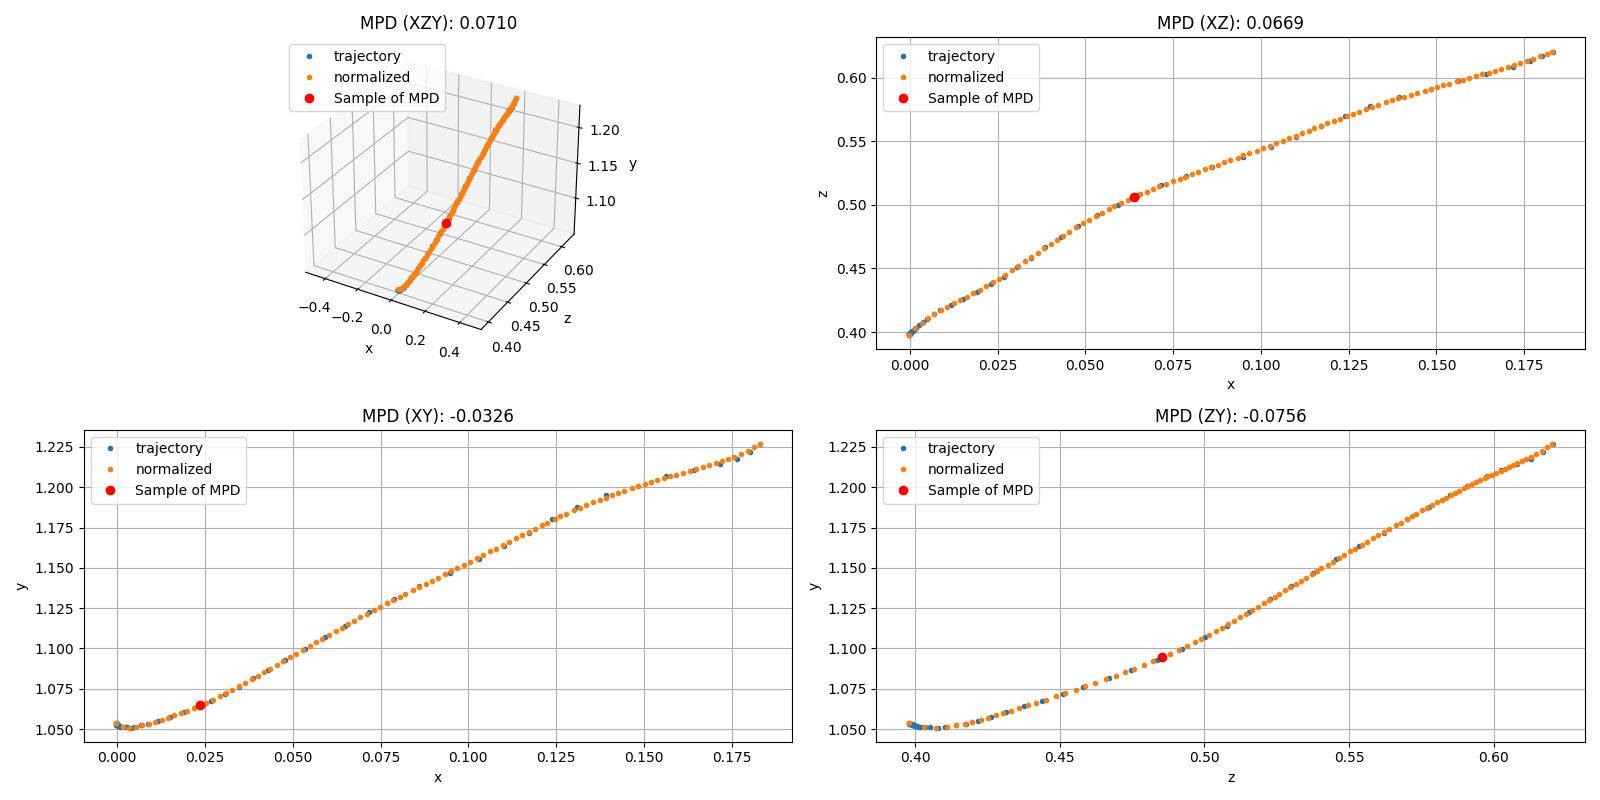 MPD (XZY): 0.0710
trajectory
normalized
Sample of MPD
1.20
1.15
1.10
y
0.60
0.55
0.50
0.45
0.40
z
−0.4
−0.2
0.0
0.2
0.4
x
MPD (XZ): 0.0669
trajectory
normalized
Sample of MPD
0.60
0.55
0.50
0.45
0.40
z
0.000 0.025 0.050 0.075 0.100 0.125 0.150 0.175
x
MPD (XY): -0.0326
trajectory
normalized
Sample of MPD
1.225
1.200
1.175
1.150
1.125
1.100
1.075
1.050
y
0.000 0.025 0.050 0.075 0.100 0.125 0.150 0.175
x
MPD (ZY): -0.0756
trajectory
normalized
Sample of MPD
1.225
1.200
1.175
1.150
1.125
1.100
1.075
1.050
y
0.40 0.45 0.50 0.55 0.60
z